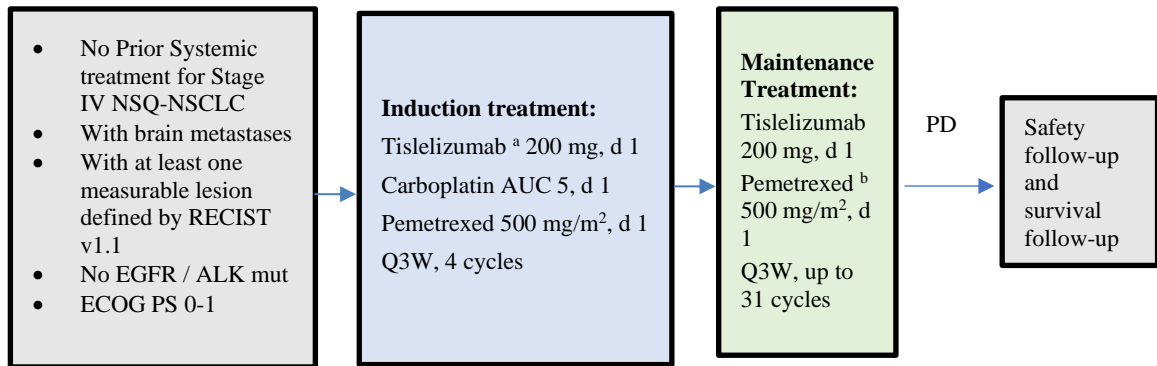 • No Prior Systemic
treatment for Stage
IV NSQ-NSCLC
• With brain metastases
• With at least one
measurable lesion
defined by RECIST
v1.1
• No EGFR / ALK mut
• ECOG PS 0-1
Induction treatment:
Tislelizumab ᵃ 200 mg, d 1
Carboplatin AUC 5, d 1
Pemetrexed 500 mg/m², d 1
Q3W, 4 cycles
Maintenance
Treatment:
Tislelizumab
200 mg, d 1
Pemetrexed ᵇ
500 mg/m², d
1
Q3W, up to
31 cycles
PD
Safety
follow-up
and
survival
follow-up